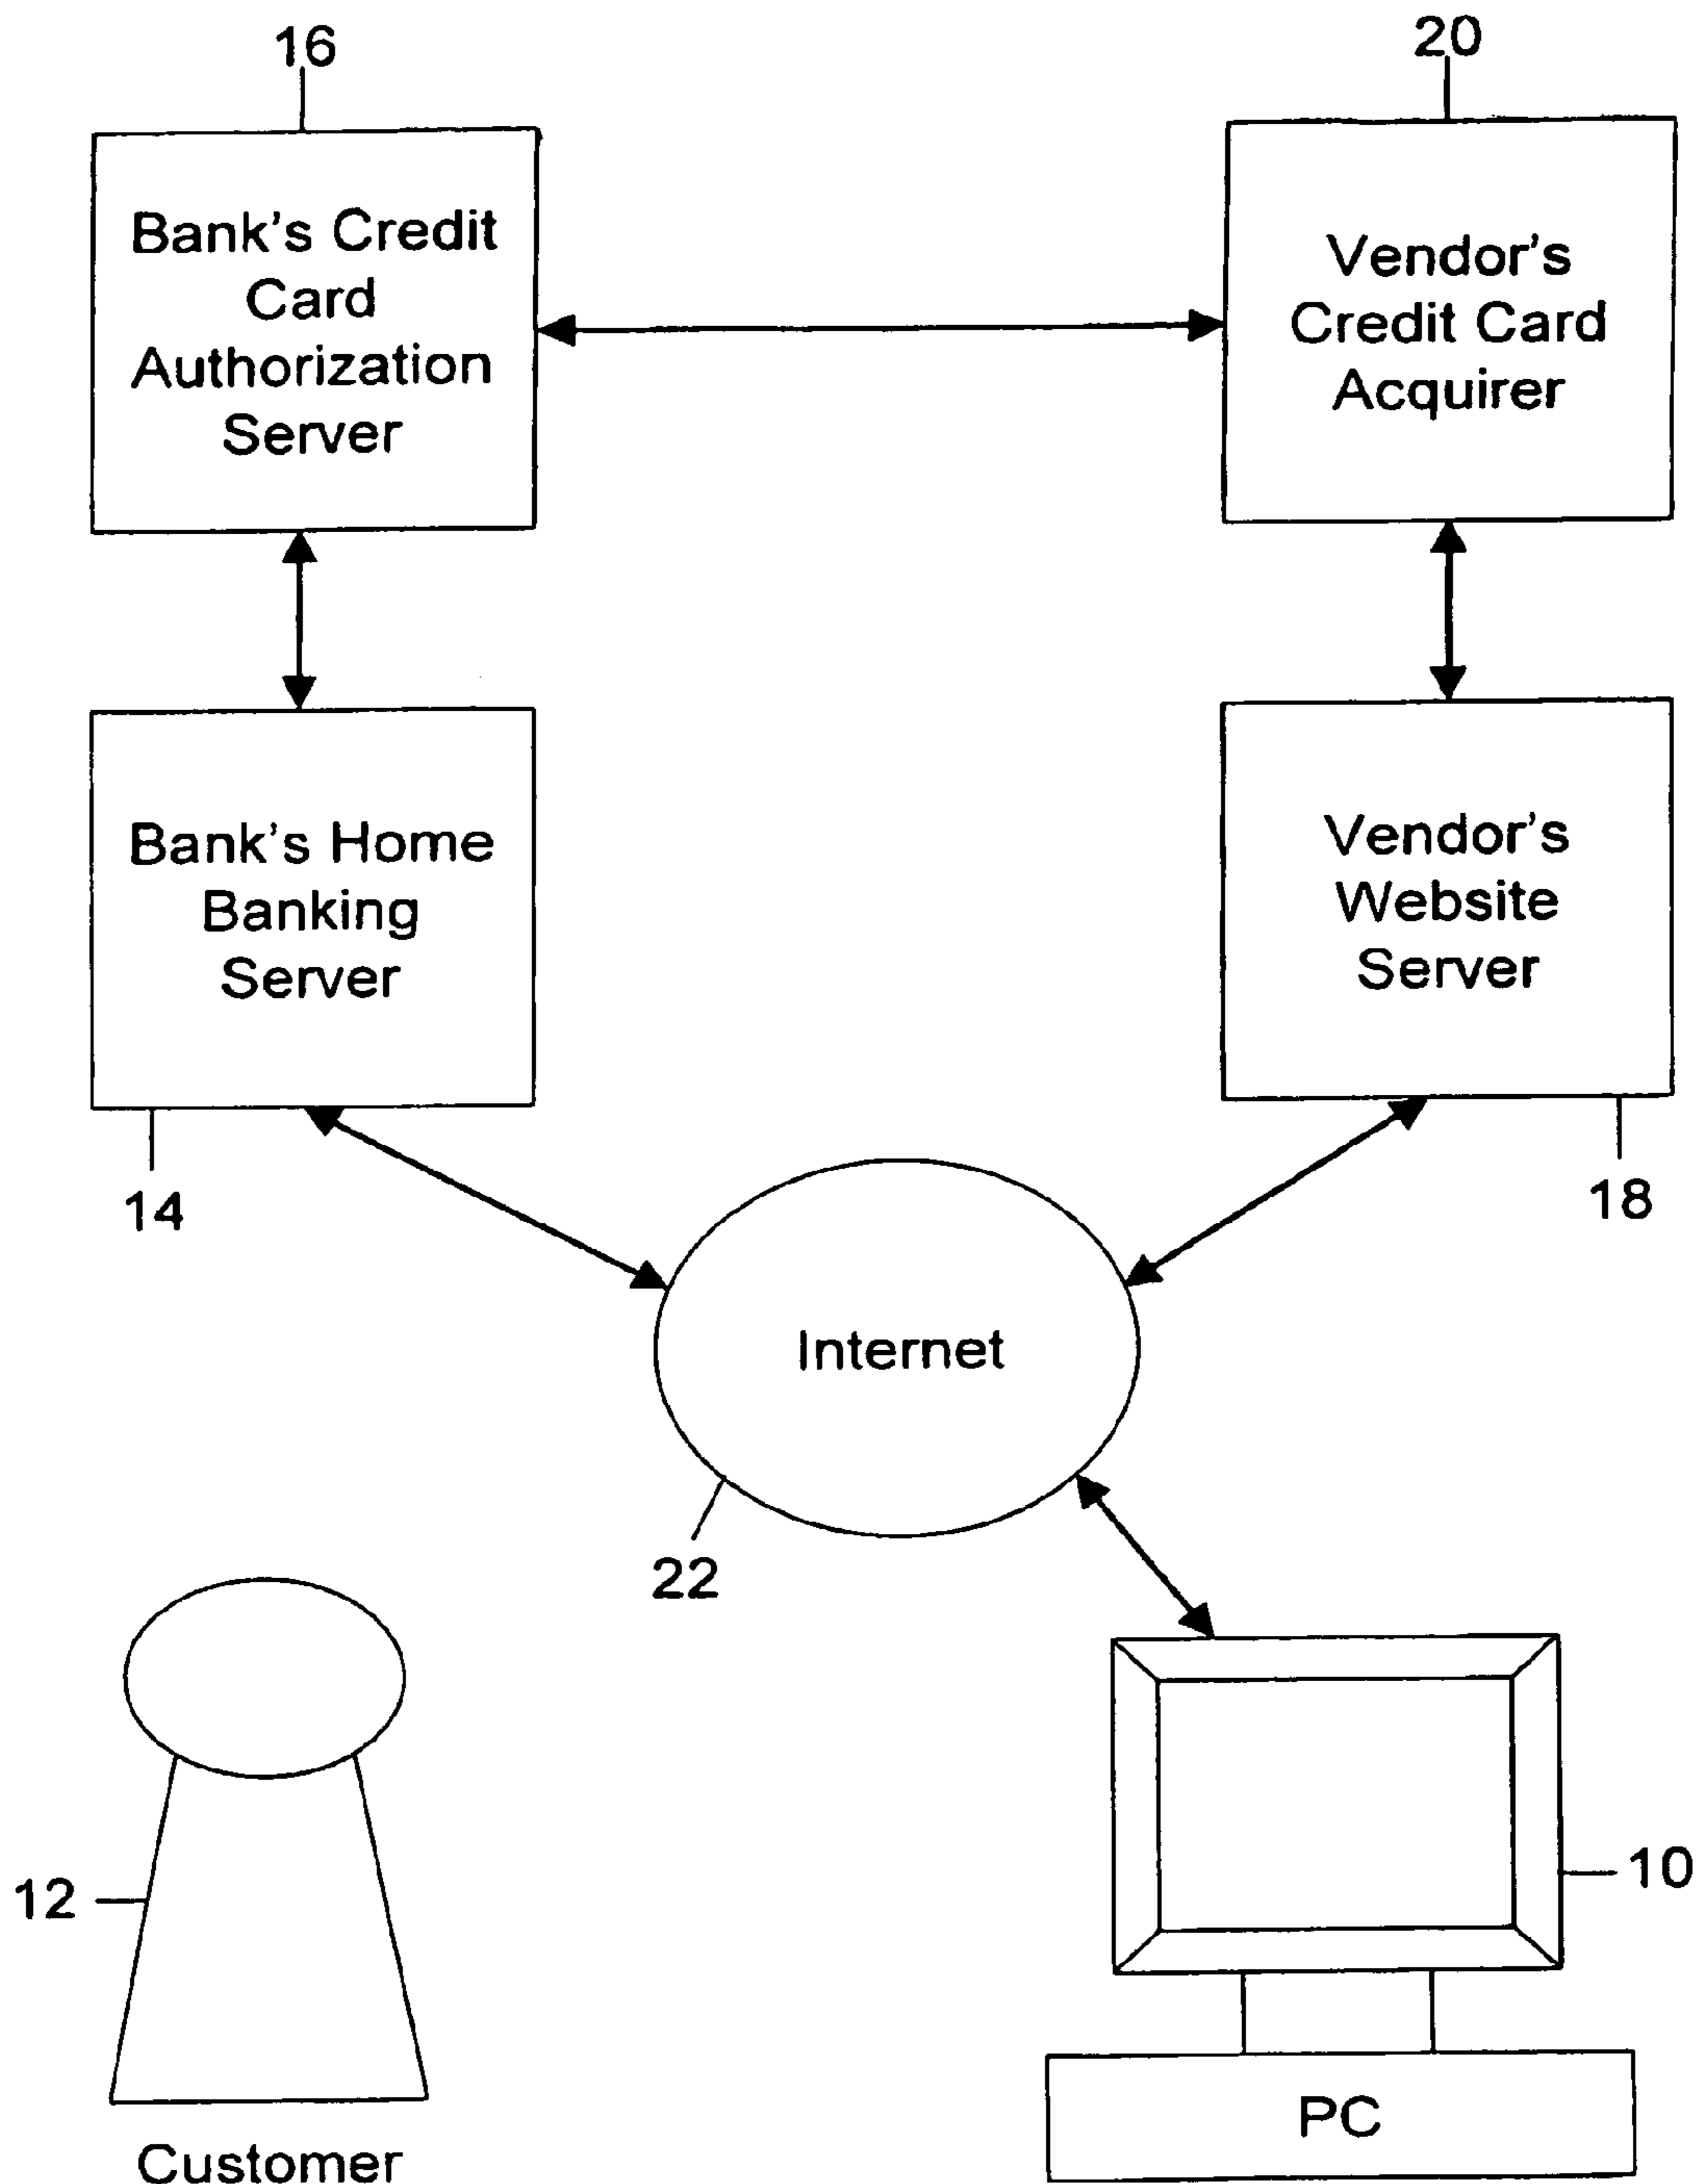 16
20
Bank's Credit
Card
Authorization
Server
Vendor's
Credit Card
Acquirer
Bank's Home
Banking
Server
Vendor's
Website
Server
14
18
Internet
22
12
10
PC
Customer